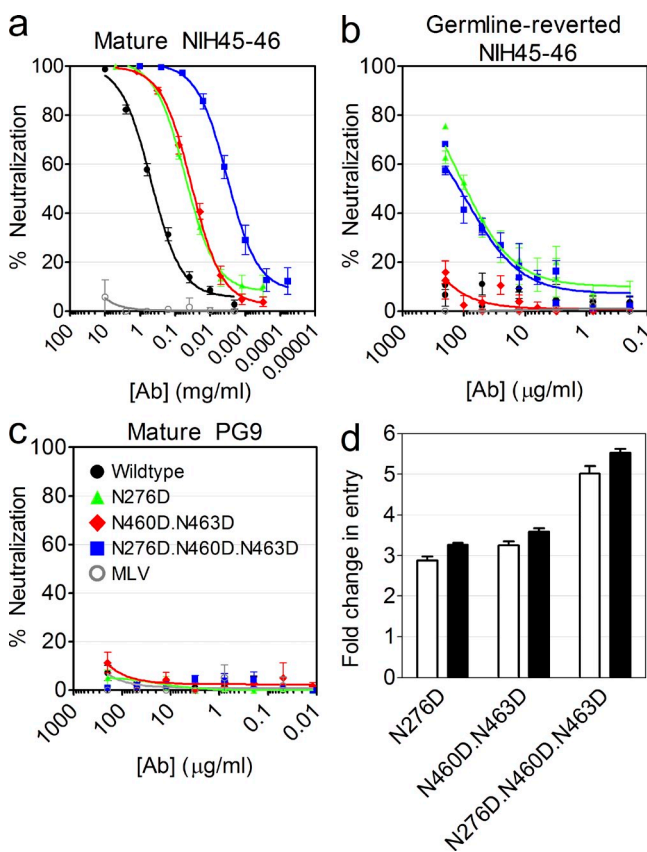 a
Mature NIH45-46
% Neutralization
100
80
60
40
20
0
100
10
1
0.1
0.01
0.001
0.0001
0.00001
[Ab] (mg/ml)
b
Germline-reverted
NIH45-46
% Neutralization
100
80
60
40
20
0
1000
100
10
1
0.1
[Ab] (μg/ml)
c
Mature PG9
% Neutralization
100
80
60
40
20
0
Wildtype
N276D
N460D.N463D
N276D.N460D.N463D
MLV
1000
100
10
1
0.1
0.01
[Ab] (μg/ml)
d
Fold change in entry
6
5
4
3
2
1
0
N276D
N460D.N463D
N276D.N460D.N463D